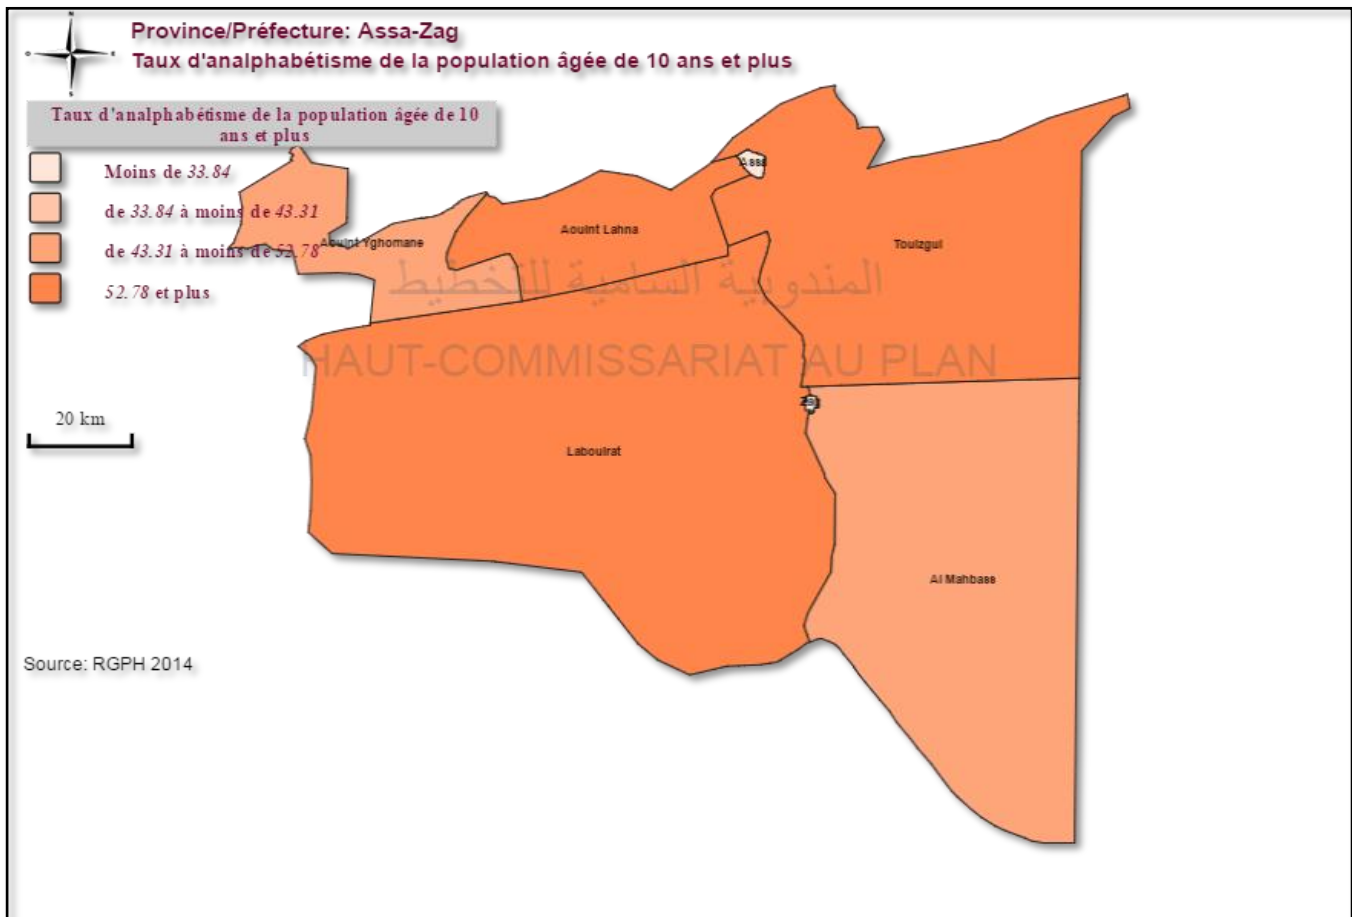 N
O
E
S
Province/Préfecture: Assa-Zag
Taux d'analphabétisme de la population âgée de 10 ans et plus
Taux d'analphabétisme de la population âgée de 10
ans et plus
Moins de 33.84
de 33.84 à moins de 43.31
de 43.31 à moins de 52.78
52.78 et plus
Assa
Aouint Lahna
Aouint Yghomane
Touizgui
المندوبية السامية للتخطيط
HAUT-COMMISSARIAT AU PLAN
Zag
20 km
Labouirat
Al Mahbass
Source: RGPH 2014